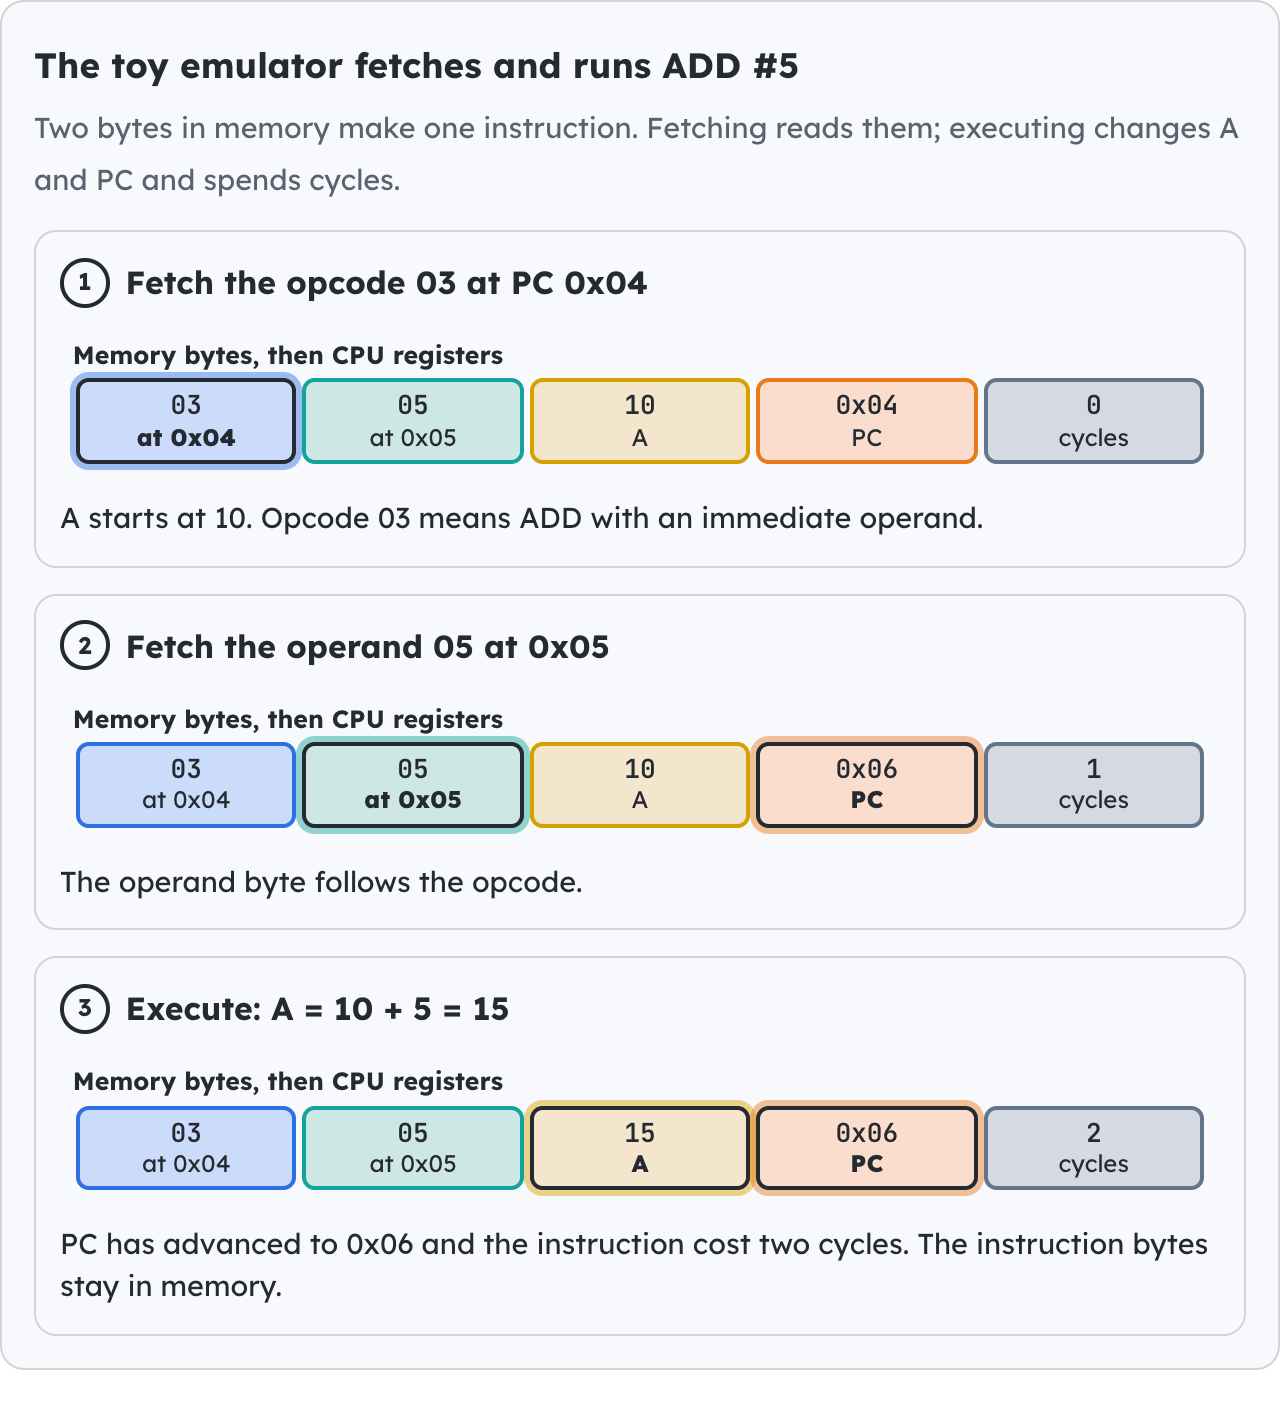 The toy emulator fetches and runs ADD #5
Two bytes in memory make one instruction. Fetching reads them; executing changes A
and PC and spends cycles.
1 Fetch the opcode 03 at PC 0x04
Memory bytes, then CPU registers
03 05 10 0x04 0
at 0x04 at 0x05 A PC cycles
A starts at 10. Opcode 03 means ADD with an immediate operand.
2 Fetch the operand 05 at 0x05
Memory bytes, then CPU registers
03 05 10 0x06 1
at 0x04 at 0x05 A PC cycles
The operand byte follows the opcode.
3 Execute: A = 10 + 5 = 15
Memory bytes, then CPU registers
03 05 15 0x06 2
at 0x04 at 0x05 A PC cycles
PC has advanced to 0x06 and the instruction cost two cycles. The instruction bytes
stay in memory.